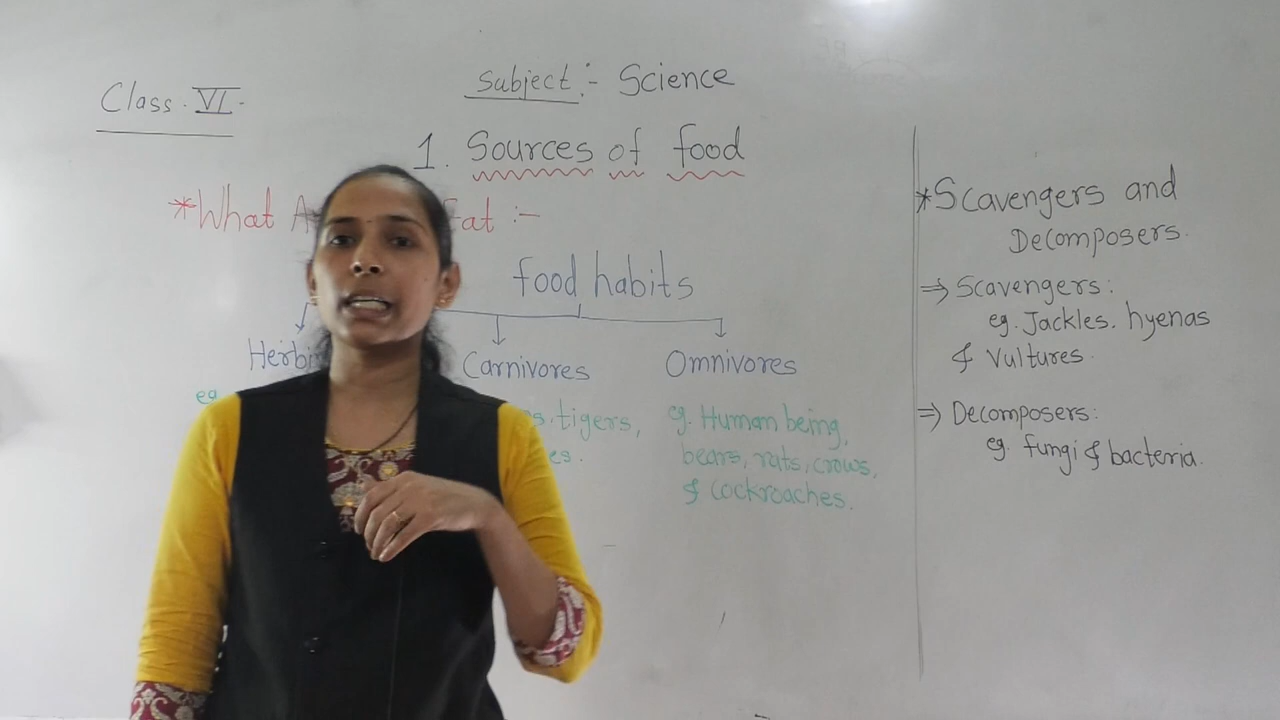 Class. VI.
Subject :- Science
1. Sources of food
*What Eat :-
food habits
Carnivores
Omnivores
eg
tigers,
eg. Human being,
bears, rats, crows,
& Cockroaches.
*Scavengers and
Decomposers.
⇒ Scavengers:
eg. Jackles, hyenas
& Vultures.
⇒ Decomposers:
eg. fungi & bacteria.